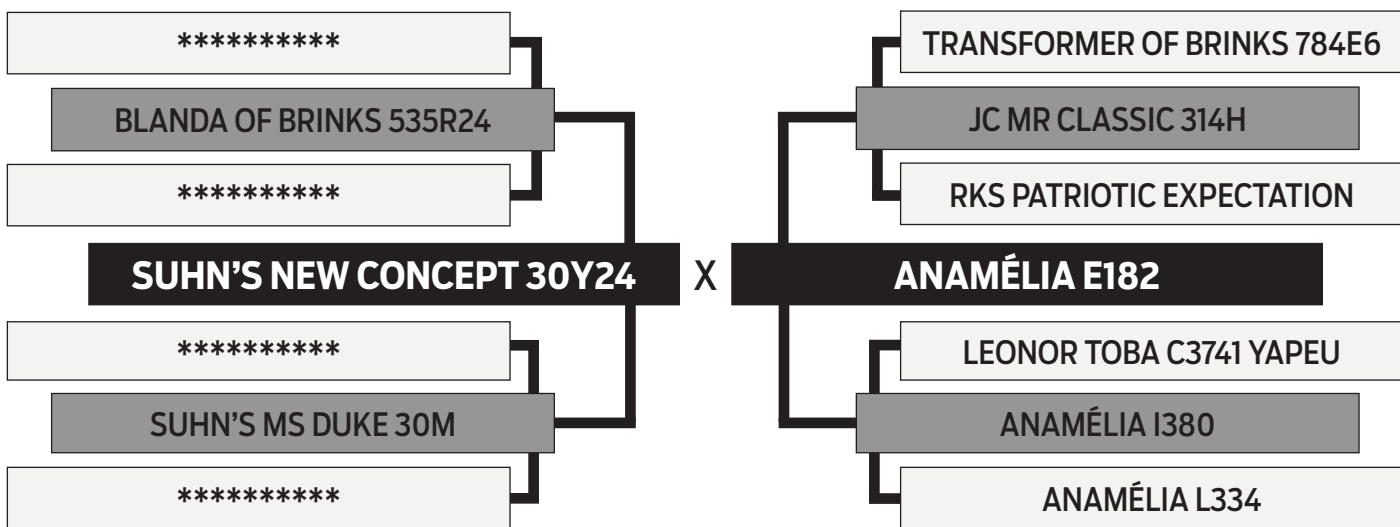 **********
TRANSFORMER OF BRINKS 784E6
BLANDA OF BRINKS 535R24
JC MR CLASSIC 314H
**********
RKS PATRIOTIC EXPECTATION
SUHN’S NEW CONCEPT 30Y24 X ANAMÉLIA E182
**********
LEONOR TOBA C3741 YAPEU
SUHN’S MS DUKE 30M
ANAMÉLIA I380
**********
ANAMÉLIA L334